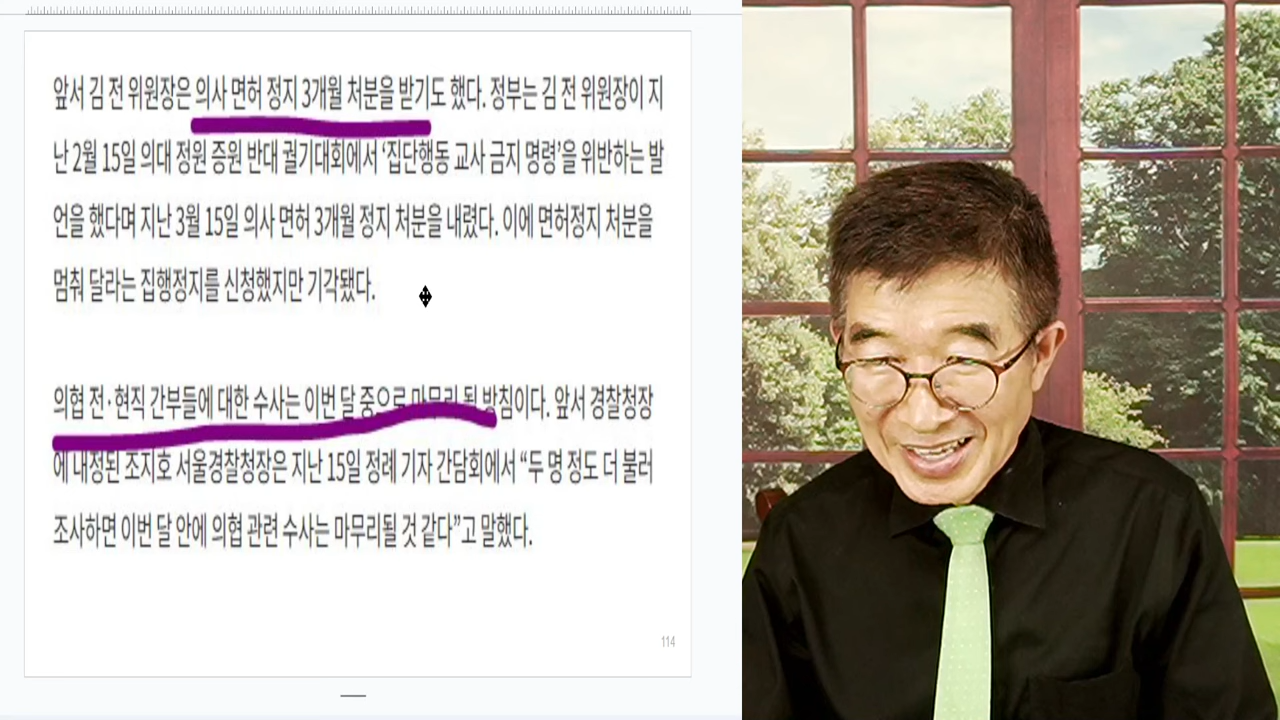 앞서 김 전 위원장은 의사 면허 정지 3개월 처분을 받기도 했다. 정부는 김 전 위원장이 지
난 2월 15일 의대 정원 증원 반대 궐기대회에서 ‘집단행동 교사 금지 명령’을 위반하는 발
언을 했다며 지난 3월 15일 의사 면허 3개월 정지 처분을 내렸다. 이에 면허정지 처분을
멈춰 달라는 집행정지를 신청했지만 기각됐다.
의협 전·현직 간부들에 대한 수사는 이번 달 중으로 마무리 될 방침이다. 앞서 경찰청장
에 내정된 조지호 서울경찰청장은 지난 15일 정례 기자 간담회에서 “두 명 정도 더 불러
조사하면 이번 달 안에 의협 관련 수사는 마무리될 것 같다”고 말했다.
114